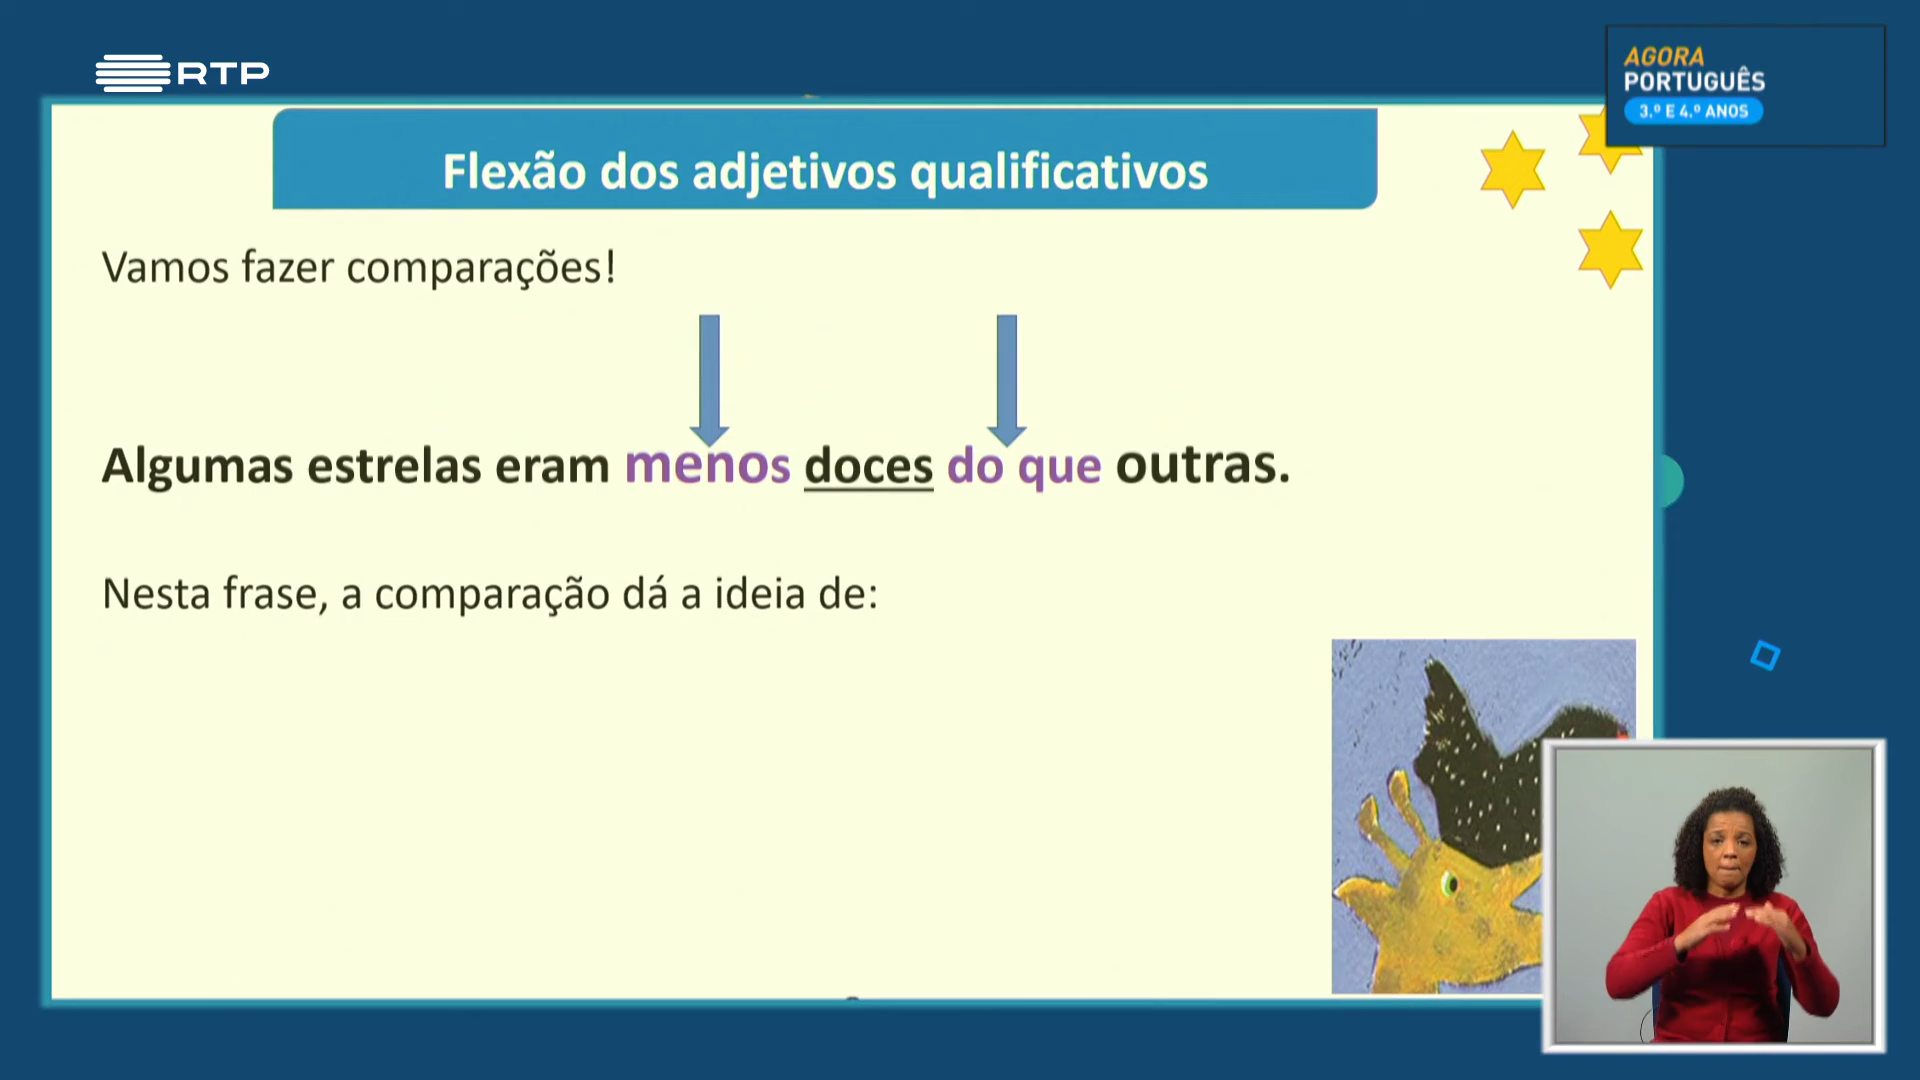 RTP
AGORA
PORTUGUÊS
3.º E 4.º ANOS
Flexão dos adjetivos qualificativos
Vamos fazer comparações!
Algumas estrelas eram menos doces do que outras.
Nesta frase, a comparação dá a ideia de: